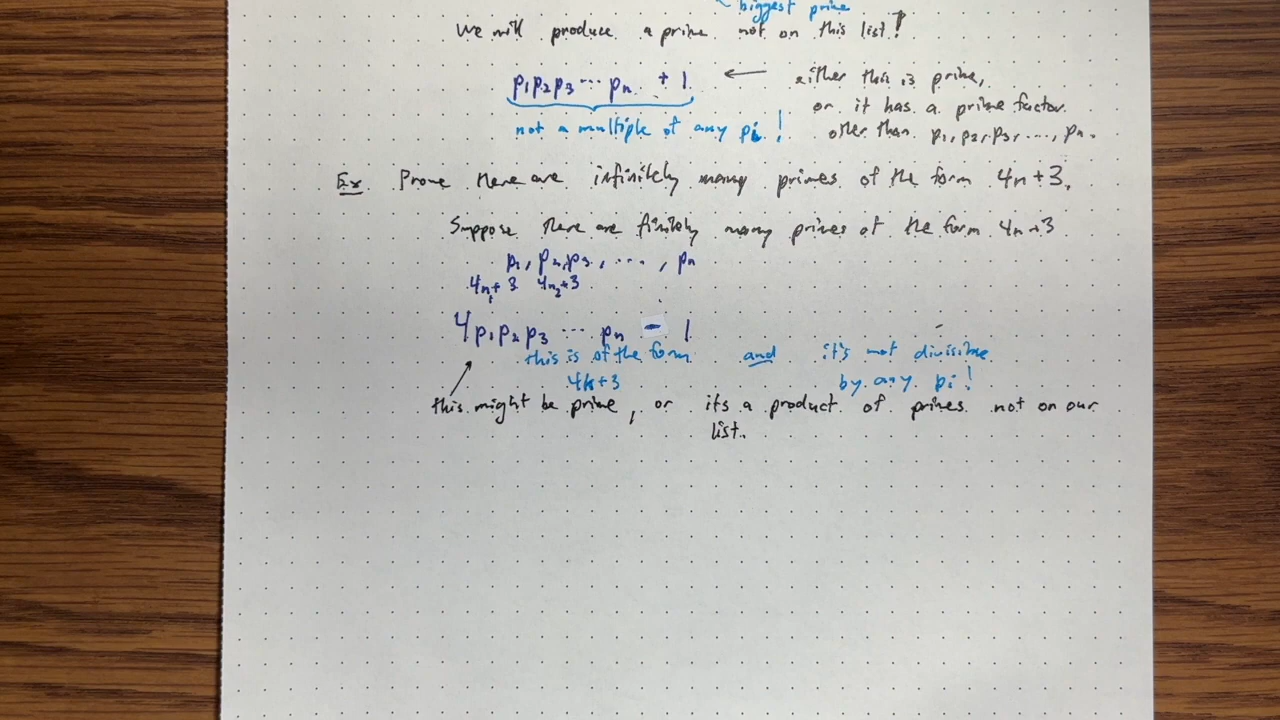 ~ biggest prime
We will produce a prime not on this list!
p₁p₂p₃ ⋯ pₙ + 1 ← either this is prime,
or it has a prime factor
not a multiple of any pᵢ! other than p₁,p₂,p₃,...,pₙ.
Ex Prove there are infinitely many primes of the form 4n+3.
Suppose there are finitely many primes of the form 4n+3
p₁, p₂, p₃, ...., pₙ
4n₁+3 4n₂+3
4p₁p₂p₃ ⋯ pₙ - 1
this is of the form and it's not divisible
4k+3 by any pᵢ!
this might be prime, or its a product of primes not on our
list.